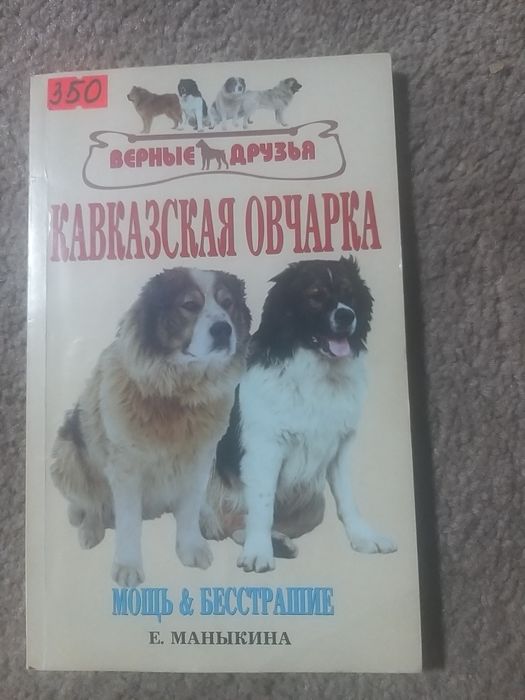 350
ВЕРНЫЕ ДРУЗЬЯ
КАВКАЗСКАЯ ОВЧАРКА
МОЩЬ & БЕССТРАШИЕ
Е. МАНЫКИНА